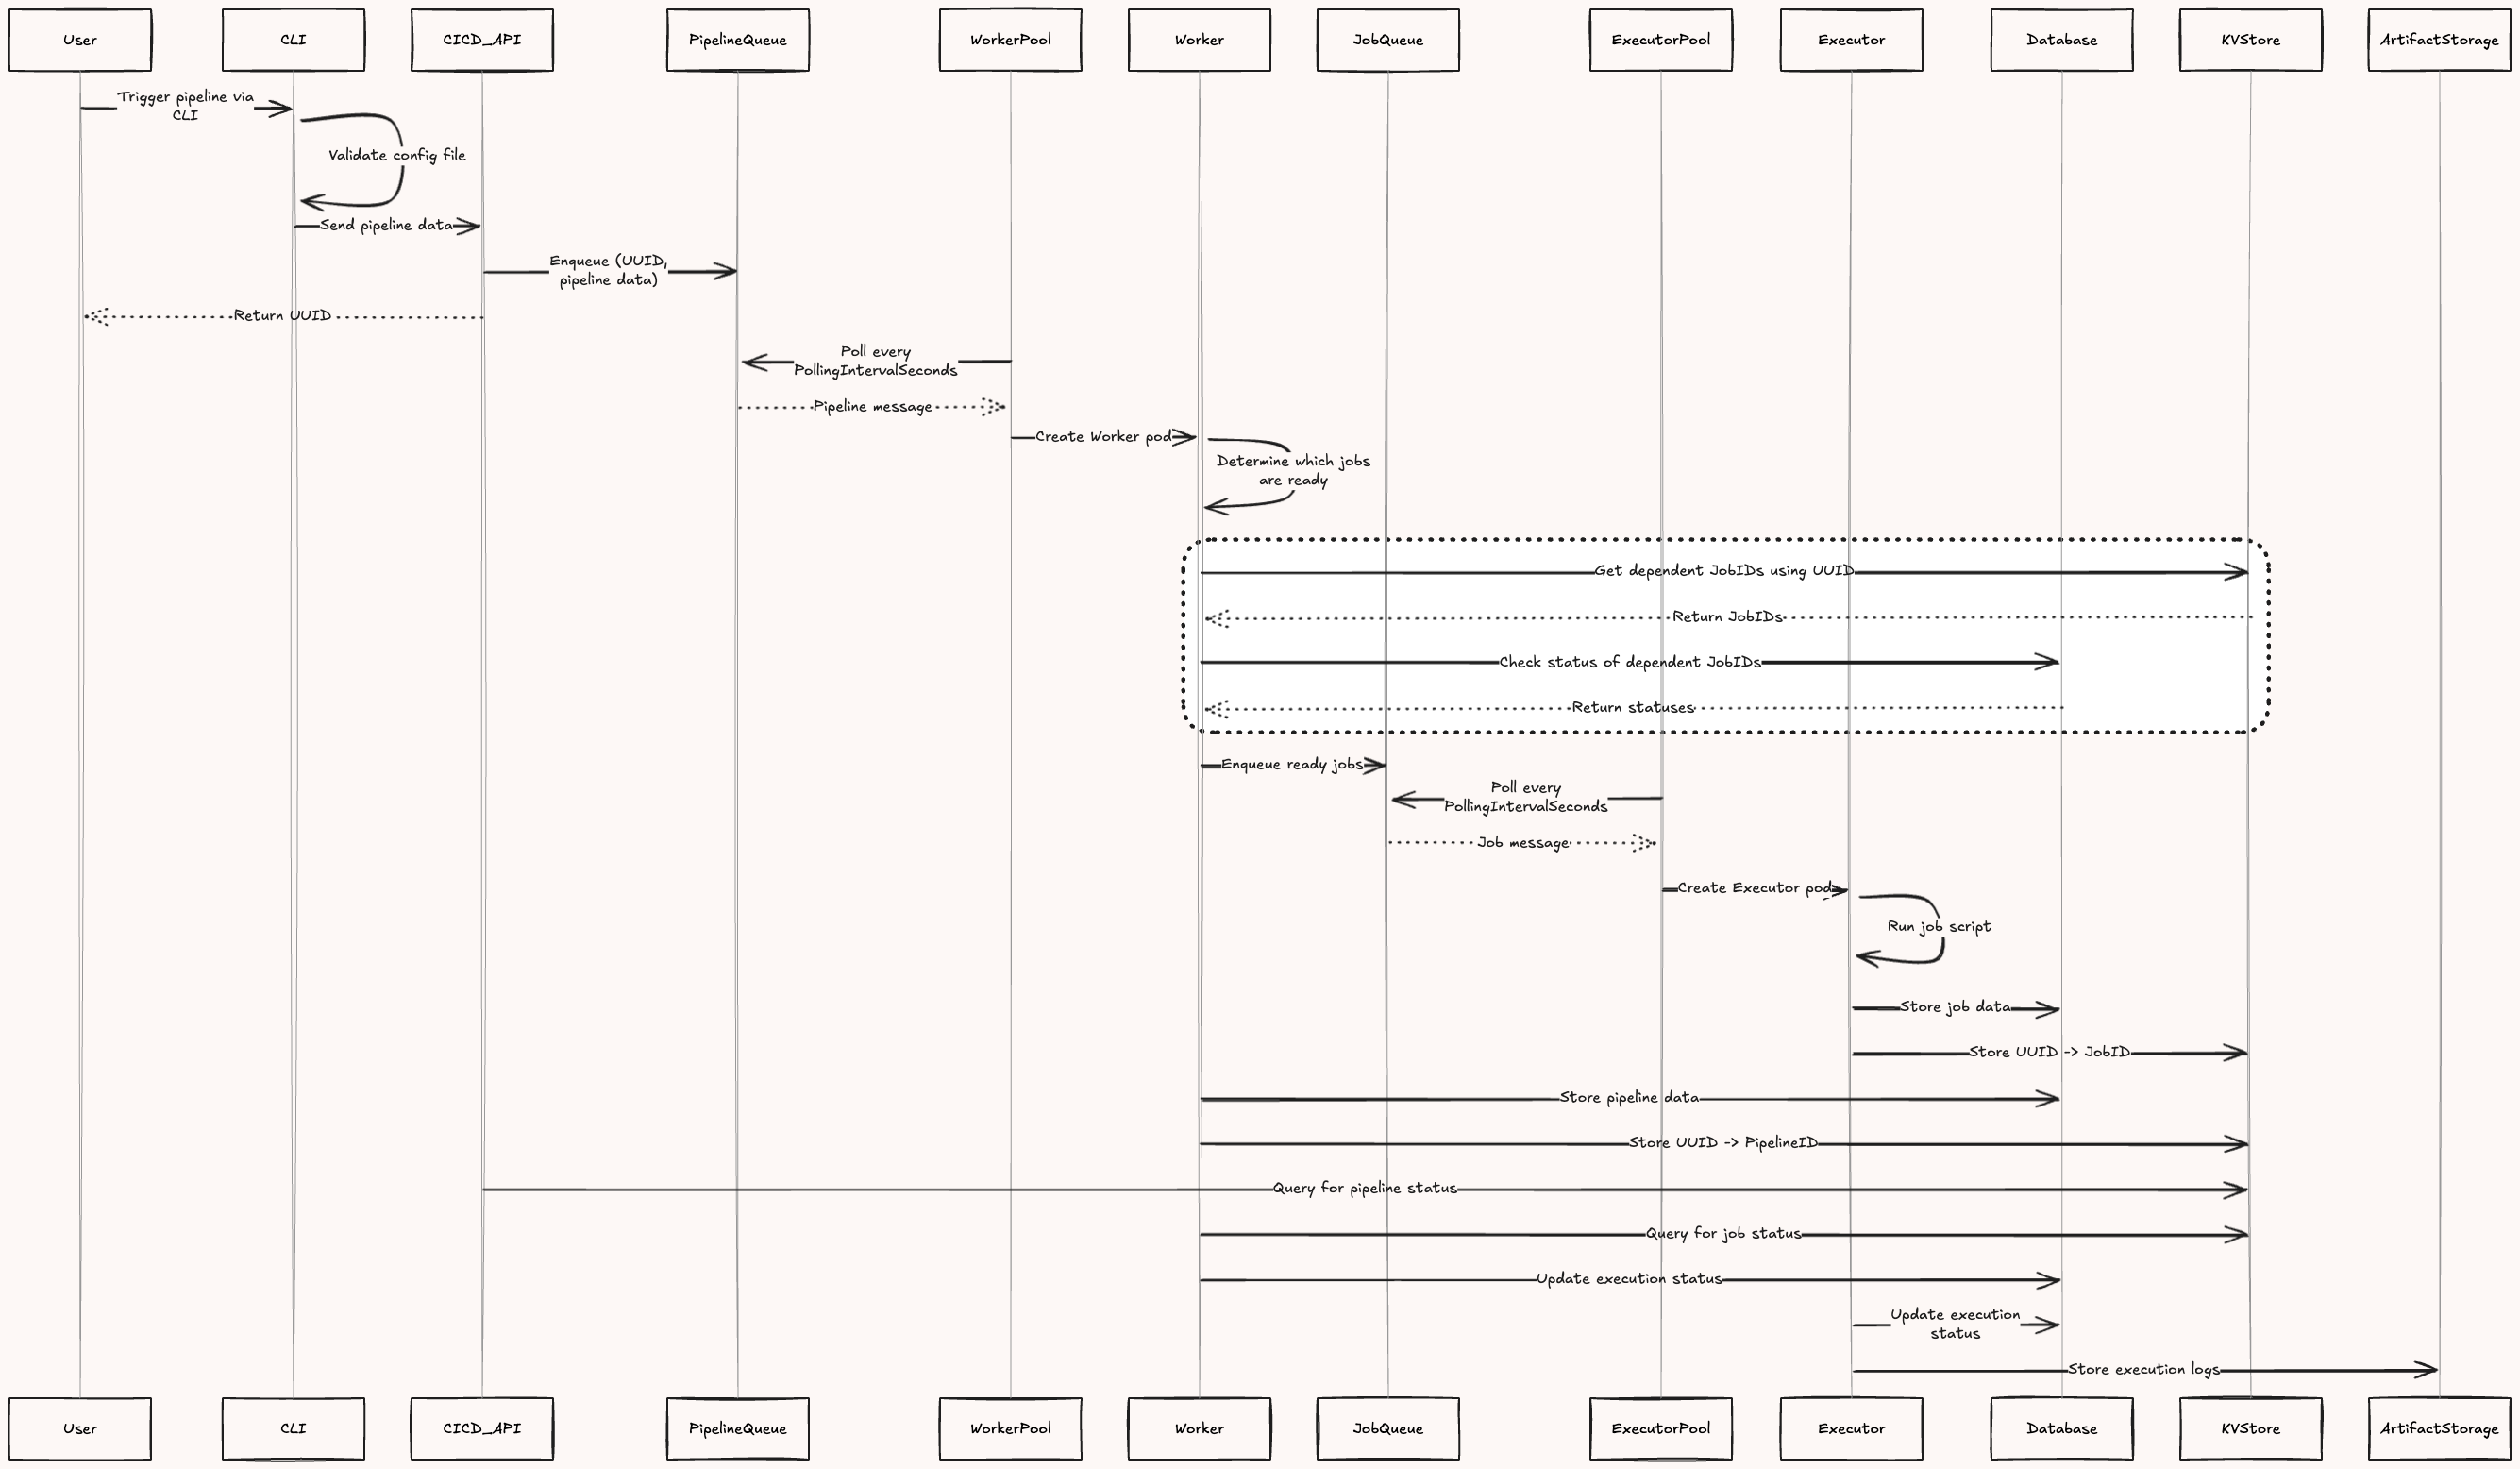 User
CLI
CICD_API
PipelineQueue
WorkerPool
Worker
JobQueue
ExecutorPool
Executor
Database
KVStore
ArtifactStorage
Trigger pipeline via
CLI
Validate config file
Send pipeline data
Enqueue (UUID,
pipeline data)
Return UUID
Poll every
PollingIntervalSeconds
Pipeline message
Create Worker pod
Determine which jobs
are ready
Get dependent JobIDs using UUID
Return JobIDs
Check status of dependent JobIDs
Return statuses
Enqueue ready jobs
Poll every
PollingIntervalSeconds
Job message
Create Executor pod
Run job script
Store job data
Store UUID -> JobID
Store pipeline data
Store UUID -> PipelineID
Query for pipeline status
Query for job status
Update execution status
Update execution
status
Store execution logs
User
CLI
CICD_API
PipelineQueue
WorkerPool
Worker
JobQueue
ExecutorPool
Executor
Database
KVStore
ArtifactStorage